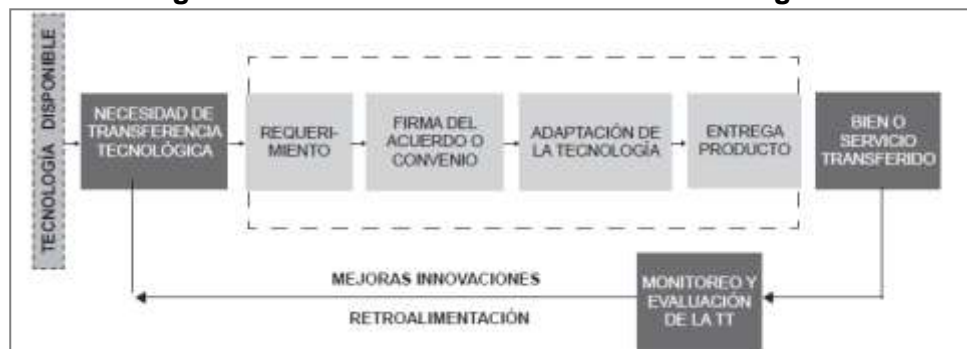 TECNOLOGÍA DISPONIBLE
NECESIDAD DE
TRANSFERENCIA
TECNOLÓGICA
REQUERI-
MIENTO
FIRMA DEL
ACUERDO O
CONVENIO
ADAPTACIÓN DE
LA TECNOLOGÍA
ENTREGA
PRODUCTO
BIEN O
SERVICIO
TRANSFERIDO
MEJORAS INNOVACIONES
RETROALIMENTACIÓN
MONITOREO Y
EVALUACIÓN
DE LA TT